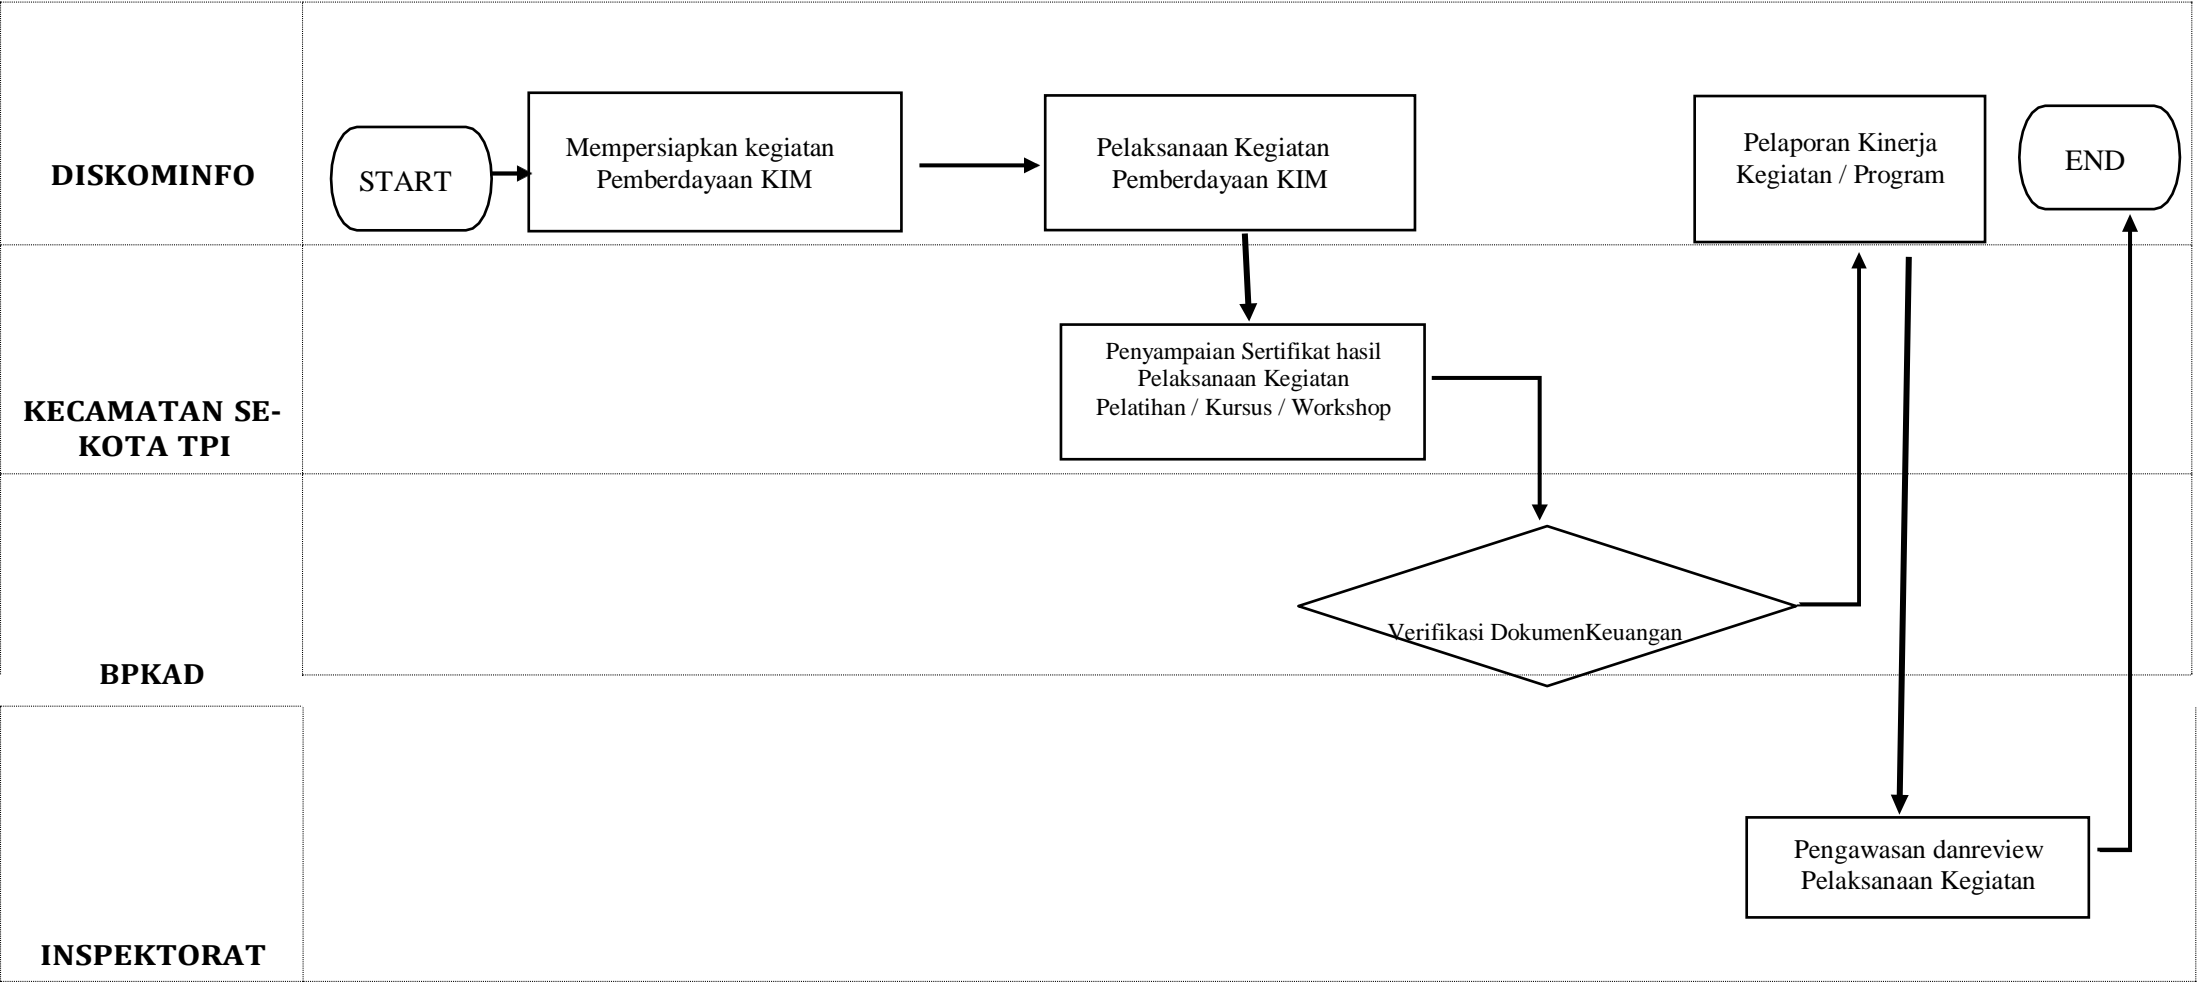 DISKOMINFO
START
Mempersiapkan kegiatan
Pemberdayaan KIM
Pelaksanaan Kegiatan
Pemberdayaan KIM
Pelaporan Kinerja
Kegiatan / Program
END
KECAMATAN SE-
KOTA TPI
Penyampaian Sertifikat hasil
Pelaksanaan Kegiatan
Pelatihan / Kursus / Workshop
BPKAD
Verifikasi DokumenKeuangan
INSPEKTORAT
Pengawasan danreview
Pelaksanaan Kegiatan